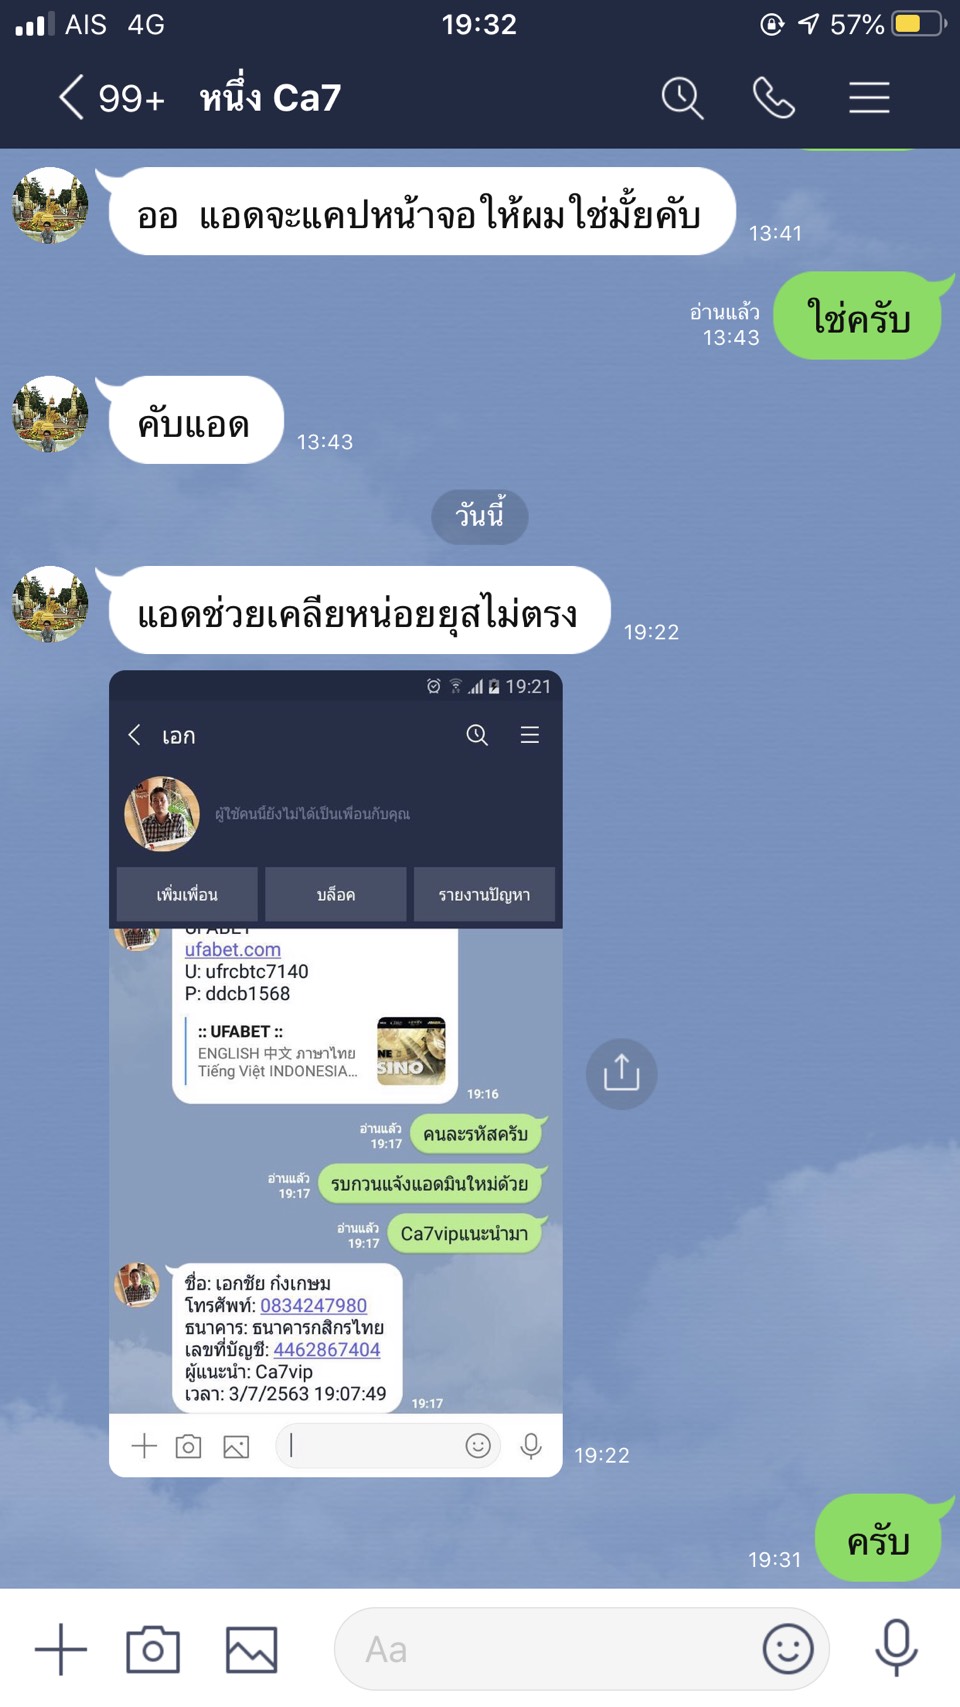 AIS 4G 19:32 57%
99+ หนึ่ง Ca7
ออ แอดจะแคปหน้าจอให้ผมใช่มั้ยคับ
13:41
อ่านแล้ว
13:43
ใช่ครับ
คับแอด
13:43
วันนี้
แอดช่วยเคลียหน่อยยุสไม่ตรง
19:22
19:21
เอก
ผู้ใช้คนนี้ยังไม่ได้เป็นเพื่อนกับคุณ
เพิ่มเพื่อน บล็อค รายงานปัญหา
UFABET
ufabet.com
U: ufrcbtc7140
P: ddcb1568
:: UFABET ::
ENGLISH 中文 ภาษาไทย
Tiếng Việt INDONESIA...
19:16
อ่านแล้ว
19:17
คนละรหัสครับ
อ่านแล้ว
19:17
รบกวนแจ้งแอดมินใหม่ด้วย
อ่านแล้ว
19:17
Ca7vipแนะนำมา
ชื่อ: เอกชัย ก๋งเกษม
โทรศัพท์: 0834247980
ธนาคาร: ธนาคารกสิกรไทย
เลขที่บัญชี: 4462867404
ผู้แนะนำ: Ca7vip
เวลา: 3/7/2563 19:07:49
19:17
19:22
ครับ
19:31
Aa